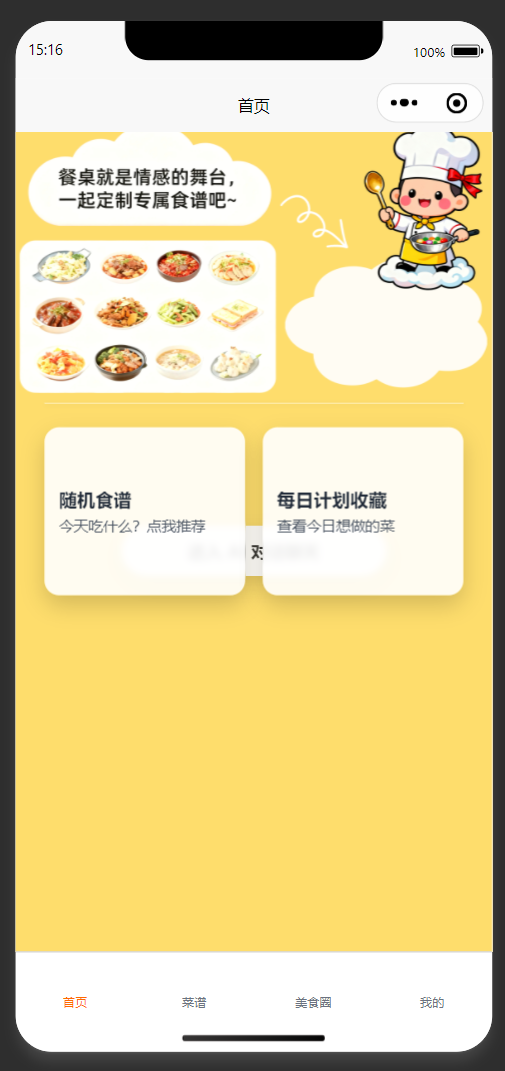 15:16
100%
首页
餐桌就是情感的舞台，
一起定制专属食谱吧~
随机食谱
今天吃什么？点我推荐
每日计划收藏
查看今日想做的菜
对
首页
菜谱
美食圈
我的